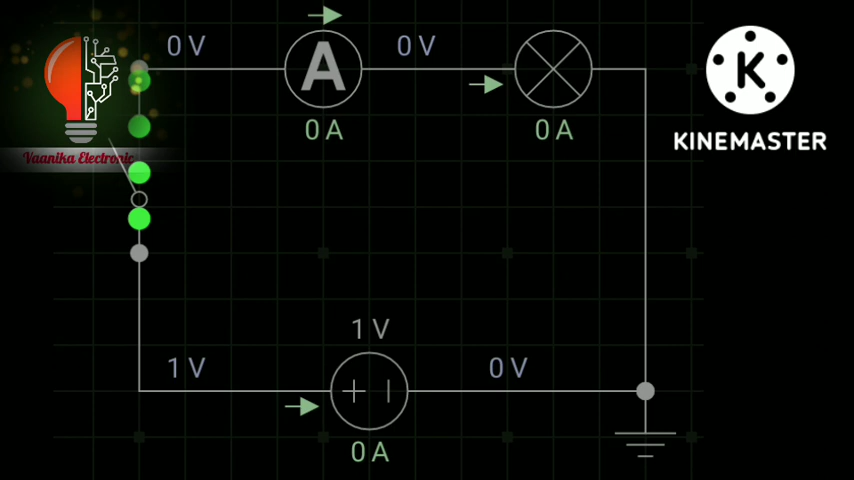 0 V
A
0 V
0 A
0 A
K
KINEMASTER
Vaanika Electronic
1 V
1 V
0 V
0 A